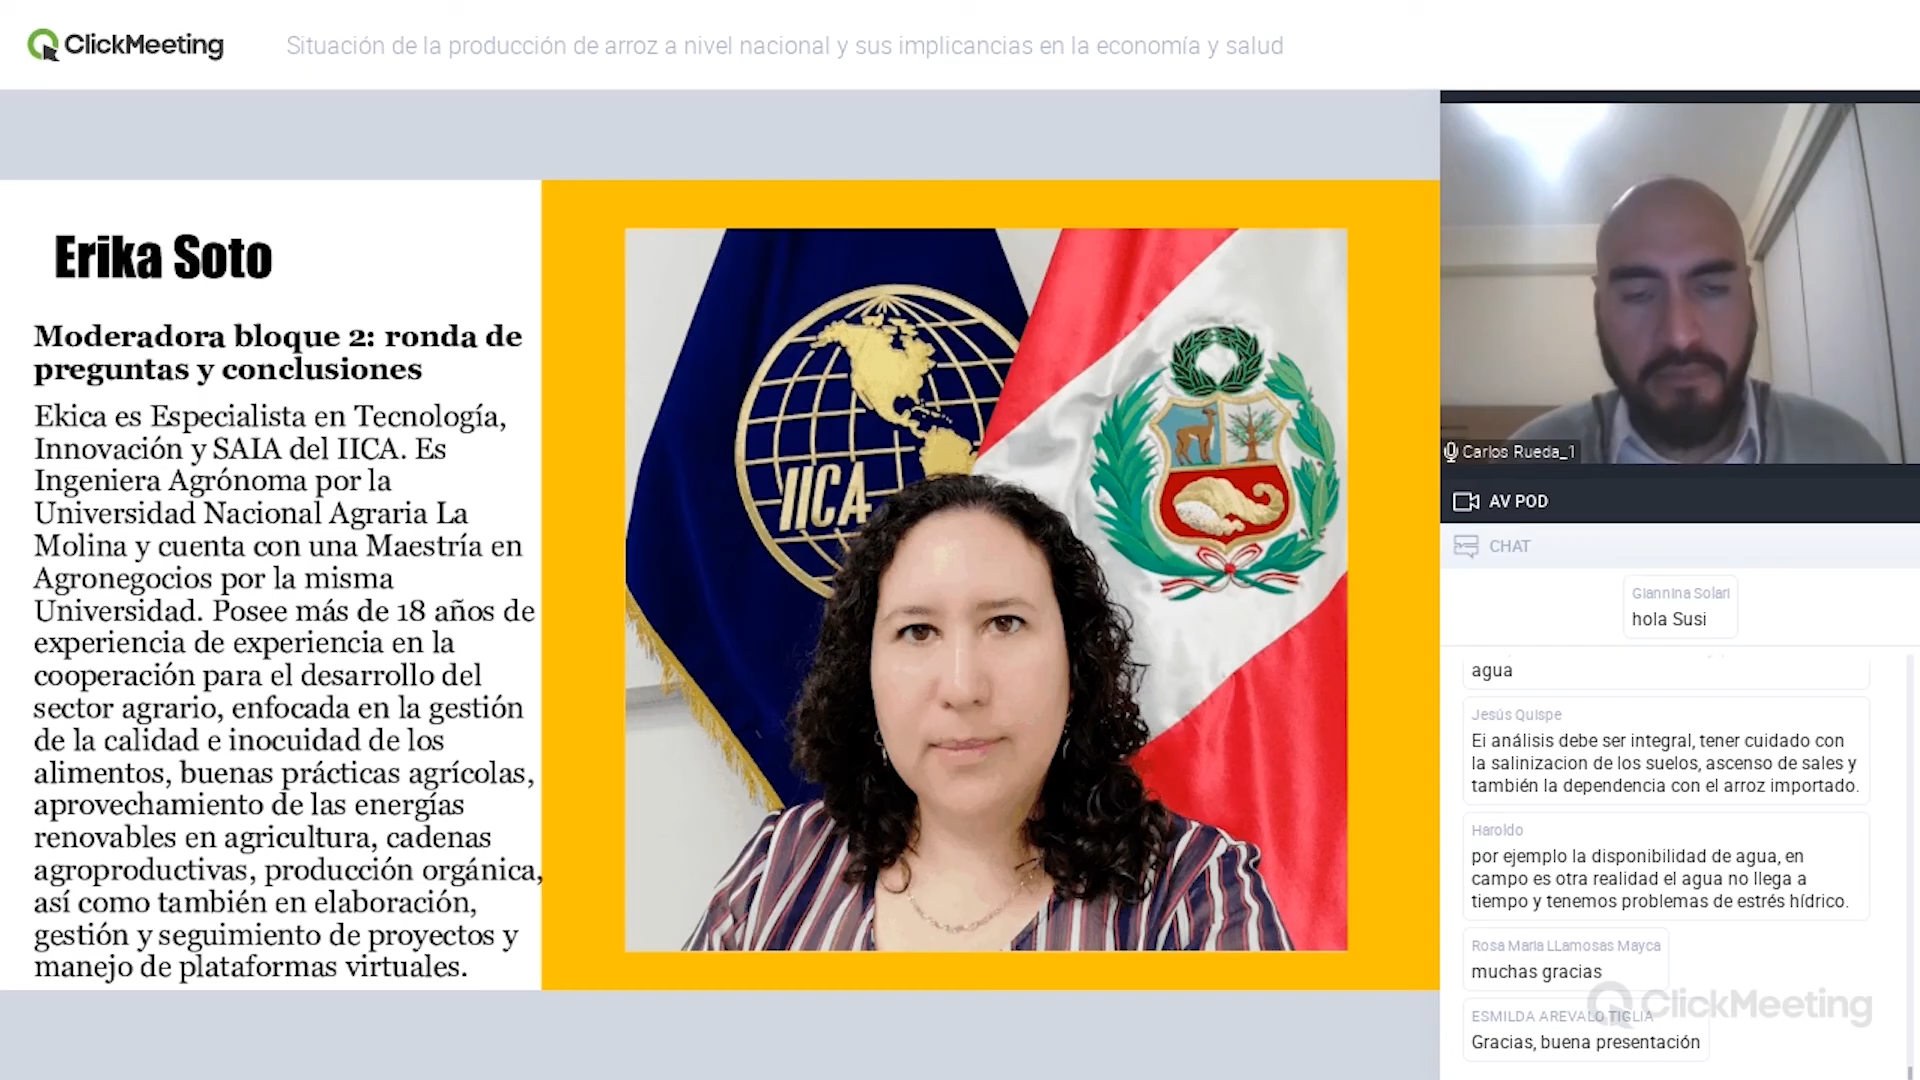 ClickMeeting
Situación de la producción de arroz a nivel nacional y sus implicancias en la economía y salud
Erika Soto
Moderadora bloque 2: ronda de
preguntas y conclusiones
Ekica es Especialista en Tecnología,
Innovación y SAIA del IICA. Es
Ingeniera Agrónoma por la
Universidad Nacional Agraria La
Molina y cuenta con una Maestría en
Agronegocios por la misma
Universidad. Posee más de 18 años de
experiencia de experiencia en la
cooperación para el desarrollo del
sector agrario, enfocada en la gestión
de la calidad e inocuidad de los
alimentos, buenas prácticas agrícolas,
aprovechamiento de las energías
renovables en agricultura, cadenas
agroproductivas, producción orgánica,
así como también en elaboración,
gestión y seguimiento de proyectos y
manejo de plataformas virtuales.
IICA
Carlos Rueda_1
AV POD
CHAT
Giannina Solari
hola Susi
agua
Jesús Quispe
Ei análisis debe ser integral, tener cuidado con
la salinizacion de los suelos, ascenso de sales y
también la dependencia con el arroz importado.
Haroldo
por ejemplo la disponibilidad de agua, en
campo es otra realidad el agua no llega a
tiempo y tenemos problemas de estrés hídrico.
Rosa Maria LLamosas Mayca
muchas gracias
ESMILDA AREVALO TIGLIA
Gracias, buena presentación
ClickMeeting